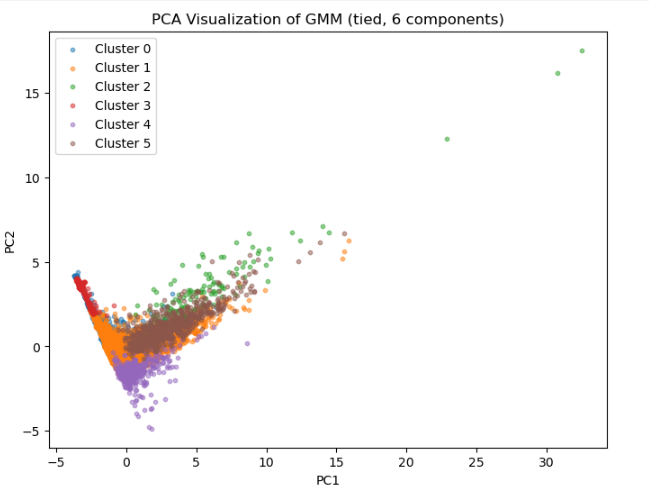 PCA Visualization of GMM (tied, 6 components)
Cluster 0
Cluster 1
Cluster 2
Cluster 3
Cluster 4
Cluster 5
15
10
5
0
−5
PC2
−5 0 5 10 15 20 25 30
PC1